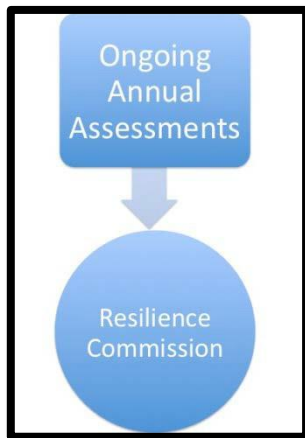 Ongoing
Annual
Assessments
Resilience
Commission